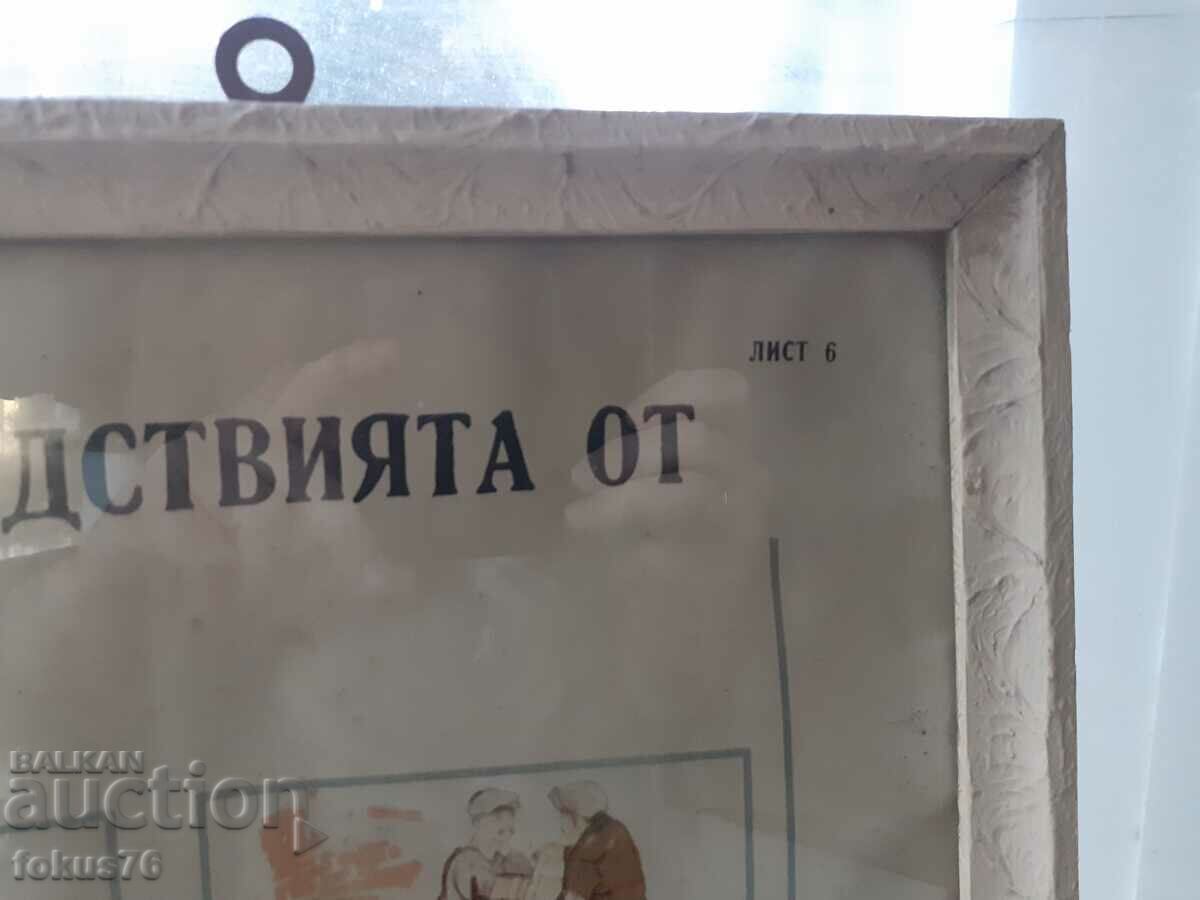 ЛИСТ 6
ДСТВИЯТА ОТ
BALKAN
auction
fokus76